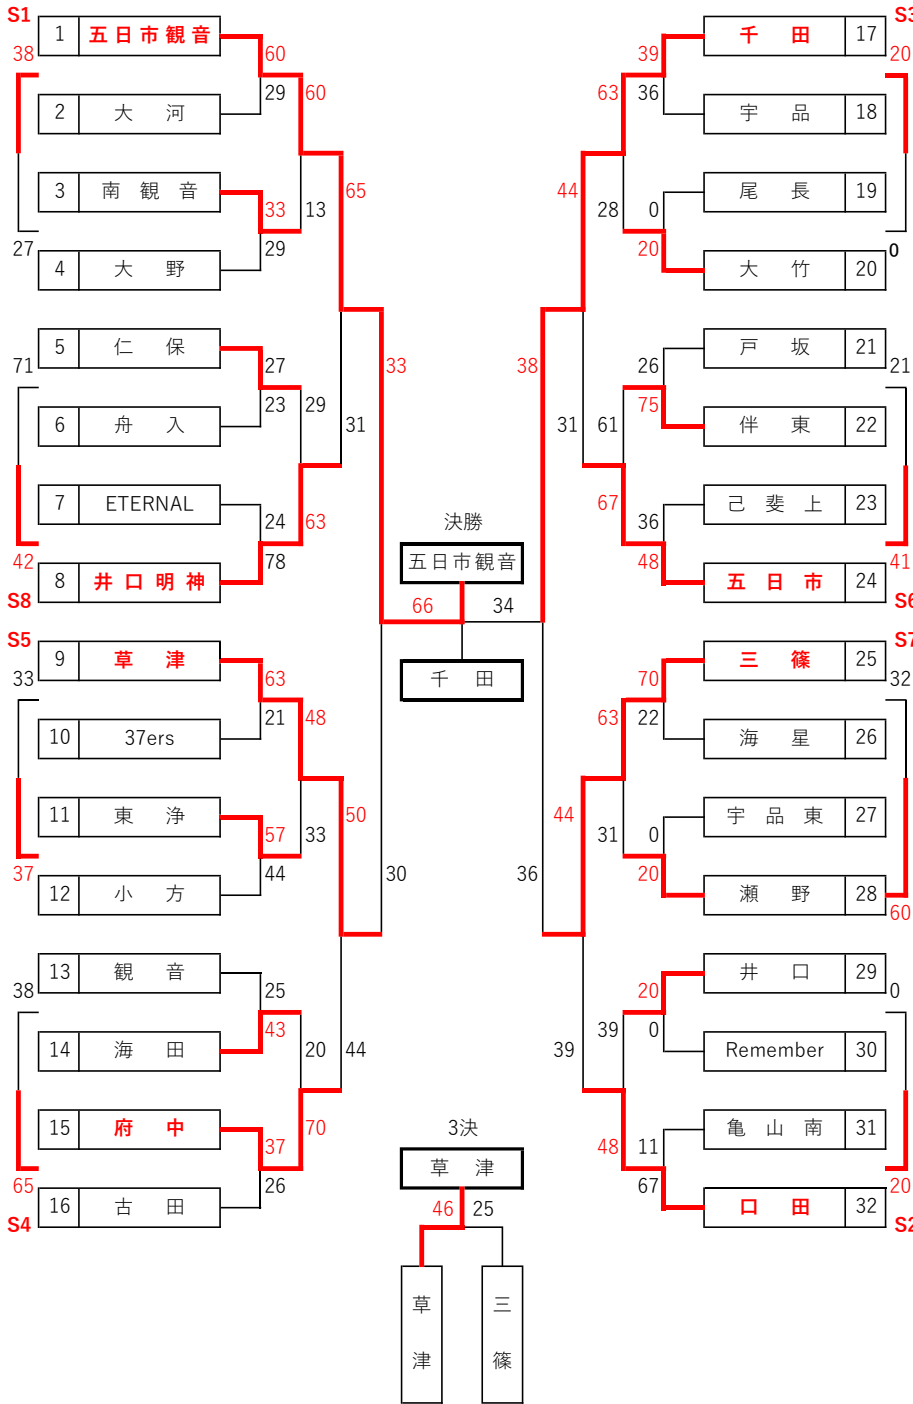 S1
1 五日市観音
38
60
29
60
2 大河
3 南観音
33
13
65
27
29
4 大野
5 仁保
71
27
23
29
33
31
6 舟入
7 ETERNAL
24
63
42
78
8 井口明神
S8
S5
9 草津
33
63
21
48
10 37ers
11 東浄
57
33
50
37
44
30
12 小方
13 観音
38
25
43
20
44
14 海田
15 府中
37
70
65
26
16 古田
S4
決勝
五日市観音
66 34
千田
3決
草津
46 25
草津
三篠
S3
千田 17
20
39
36
63
宇品 18
尾長 19
44
28
0
20
0
大竹 20
戸坂 21
21
38
26
75
31
61
伴東 22
己斐上 23
67
36
48
41
五日市 24
S6
S7
三篠 25
32
70
22
63
海星 26
宇品東 27
44
31
0
20
36
瀬野 28
60
井口 29
0
20
0
39
39
Remember 30
亀山南 31
48
11
67
20
口田 32
S2